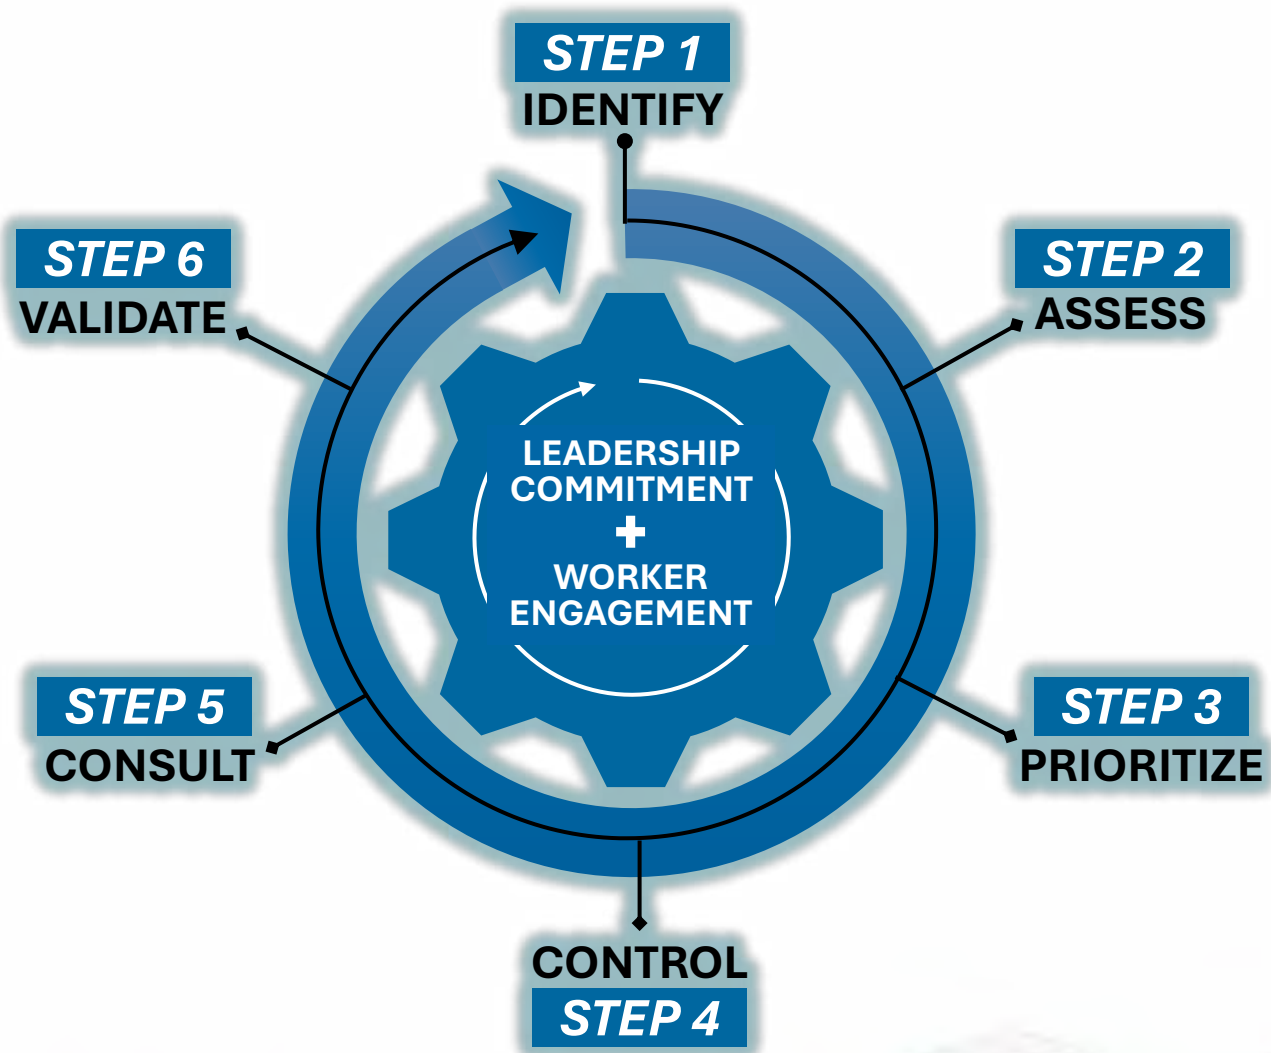 STEP 1
IDENTIFY
STEP 2
ASSESS
STEP 3
PRIORITIZE
CONTROL
STEP 4
STEP 5
CONSULT
STEP 6
VALIDATE
LEADERSHIP
COMMITMENT
+
WORKER
ENGAGEMENT